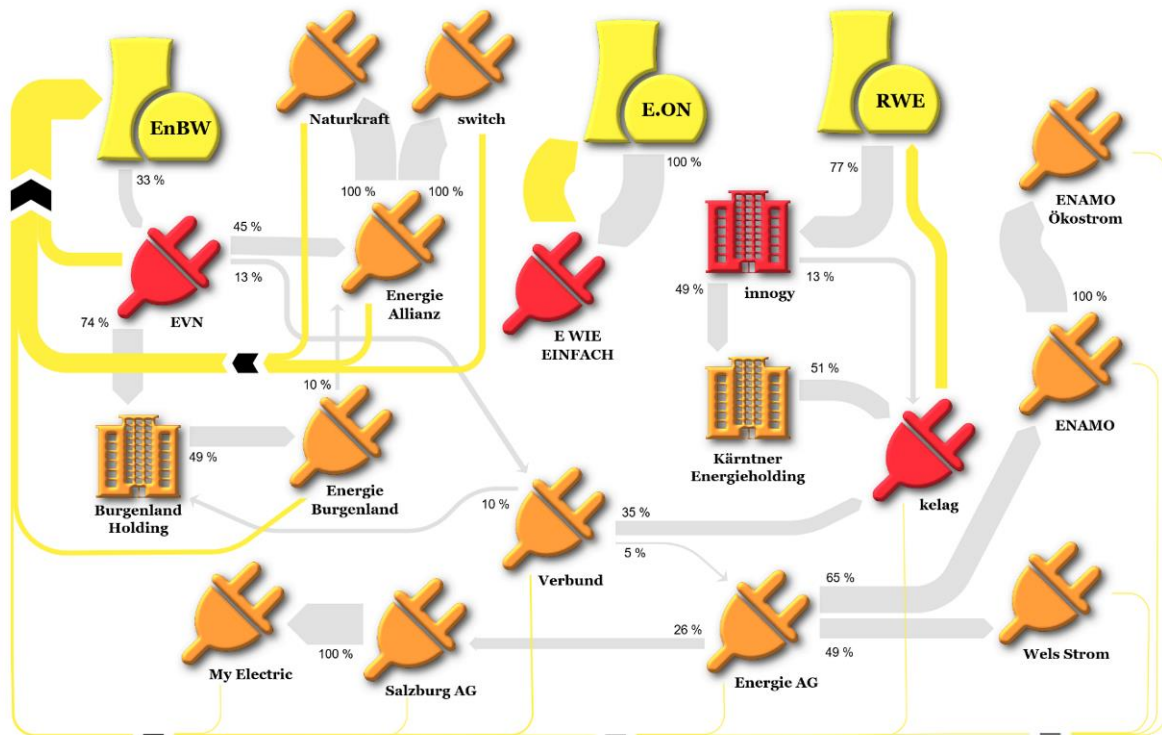 EnBW
Naturkraft
switch
E.ON
RWE
ENAMO
Ökostrom
33 %
100 %
100 %
100 %
77 %
EVN
45 %
13 %
Energie
Allianz
E WIE
EINFACH
innogy
13 %
49 %
100 %
74 %
10 %
51 %
ENAMO
Burgenland
Holding
49 %
Energie
Burgenland
Kärntner
Energieholding
kelag
10 %
Verbund
35 %
5 %
65 %
My Electric
100 %
Salzburg AG
26 %
Energie AG
49 %
Wels Strom